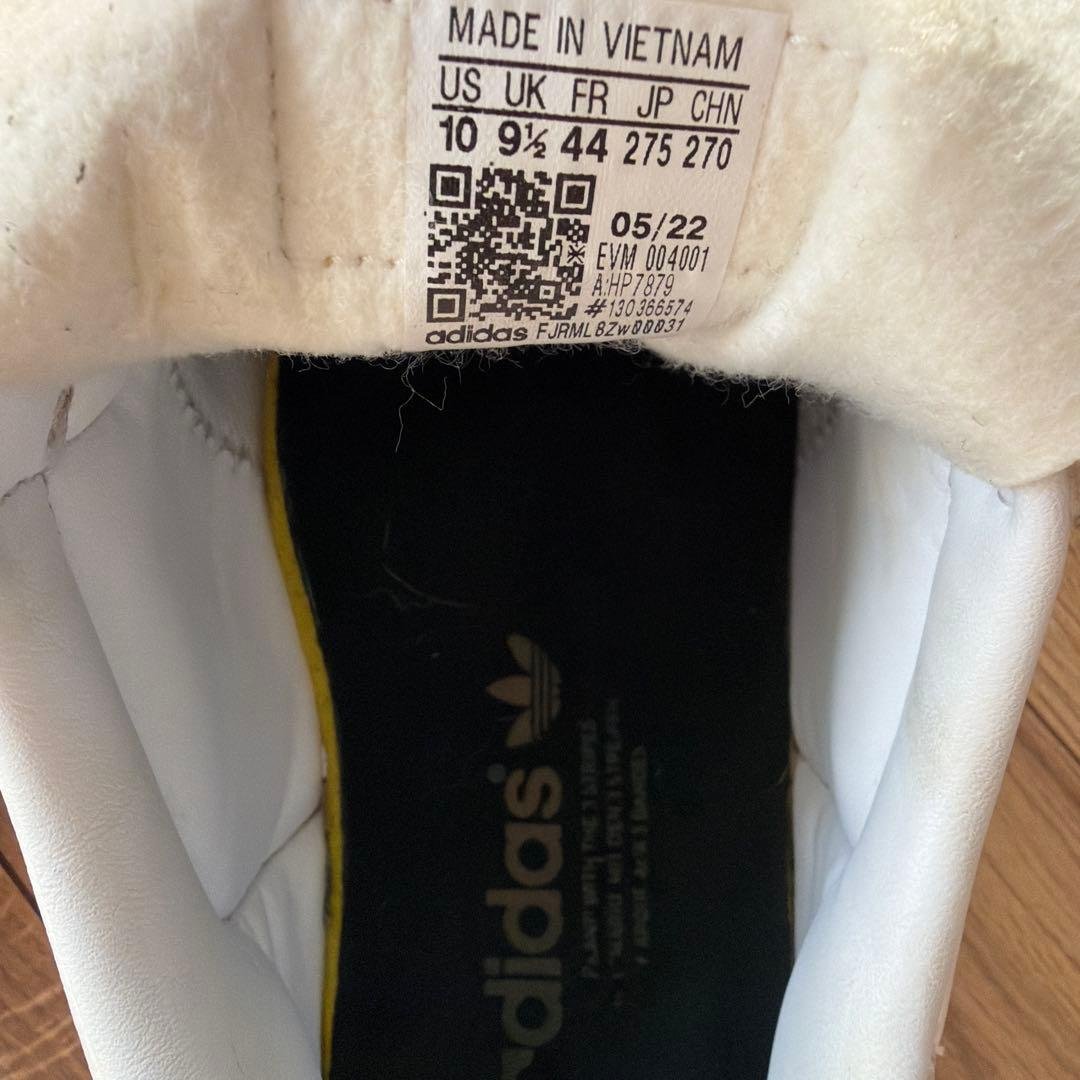 MADE IN VIETNAM
US UK FR JP CHN
10 9½ 44 275 270
05/22
EVM 004001
A:HP7879
#130366574
adidas FJRML8Zw00031
adidas